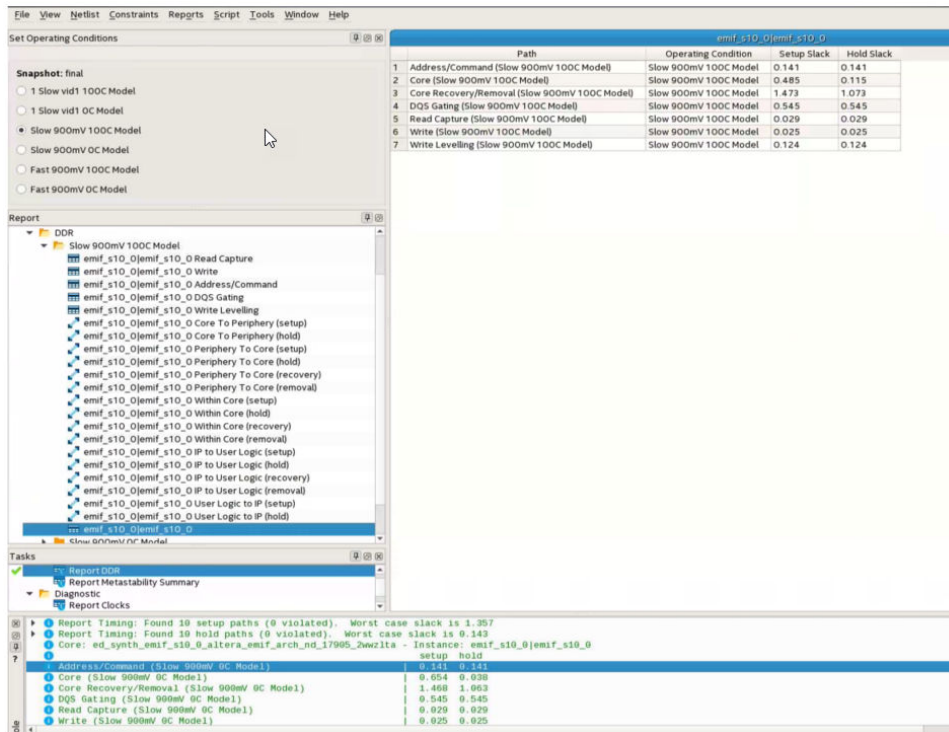 File View Netlist Constraints Reports Script Tools Window Help
Set Operating Conditions
Snapshot: final
1 Slow vid1 100C Model
1 Slow vid1 0C Model
Slow 900mV 100C Model
Slow 900mV 0C Model
Fast 900mV 100C Model
Fast 900mV 0C Model
Report
DDR
Slow 900mV 100C Model
emif_s10_0|emif_s10_0 Read Capture
emif_s10_0|emif_s10_0 Write
emif_s10_0|emif_s10_0 Address/Command
emif_s10_0|emif_s10_0 DQS Gating
emif_s10_0|emif_s10_0 Write Levelling
emif_s10_0|emif_s10_0 Core To Periphery (setup)
emif_s10_0|emif_s10_0 Core To Periphery (hold)
emif_s10_0|emif_s10_0 Periphery To Core (setup)
emif_s10_0|emif_s10_0 Periphery To Core (hold)
emif_s10_0|emif_s10_0 Periphery To Core (recovery)
emif_s10_0|emif_s10_0 Periphery To Core (removal)
emif_s10_0|emif_s10_0 Within Core (setup)
emif_s10_0|emif_s10_0 Within Core (hold)
emif_s10_0|emif_s10_0 Within Core (recovery)
emif_s10_0|emif_s10_0 Within Core (removal)
emif_s10_0|emif_s10_0 IP to User Logic (setup)
emif_s10_0|emif_s10_0 IP to User Logic (hold)
emif_s10_0|emif_s10_0 IP to User Logic (recovery)
emif_s10_0|emif_s10_0 IP to User Logic (removal)
emif_s10_0|emif_s10_0 User Logic to IP (setup)
emif_s10_0|emif_s10_0 User Logic to IP (hold)
emif_s10_0|emif_s10_0
Slow 900mV 0C Model
Tasks
Report DDR
Report Metastability Summary
Diagnostic
Report Clocks
emif_s10_0|emif_s10_0
Path Operating Condition Setup Slack Hold Slack
1 Address/Command (Slow 900mV 100C Model) Slow 900mV 100C Model 0.141 0.141
2 Core (Slow 900mV 100C Model) Slow 900mV 100C Model 0.485 0.115
3 Core Recovery/Removal (Slow 900mV 100C Model) Slow 900mV 100C Model 1.473 1.073
4 DQS Gating (Slow 900mV 100C Model) Slow 900mV 100C Model 0.545 0.545
5 Read Capture (Slow 900mV 100C Model) Slow 900mV 100C Model 0.029 0.029
6 Write (Slow 900mV 100C Model) Slow 900mV 100C Model 0.025 0.025
7 Write Levelling (Slow 900mV 100C Model) Slow 900mV 100C Model 0.124 0.124
Report Timing: Found 10 setup paths (0 violated). Worst case slack is 1.357
Report Timing: Found 10 hold paths (0 violated). Worst case slack is 0.143
Core: ed_synth_emif_s10_0_altera_emif_arch_nd_17905_2wwzlta - Instance: emif_s10_0|emif_s10_0
setup hold
Address/Command (Slow 900mV 0C Model) | 0.141 0.141
Core (Slow 900mV 0C Model) | 0.654 0.038
Core Recovery/Removal (Slow 900mV 0C Model) | 1.460 1.063
DQS Gating (Slow 900mV 0C Model) | 0.545 0.545
Read Capture (Slow 900mV 0C Model) | 0.029 0.029
Write (Slow 900mV 0C Model) | 0.025 0.025